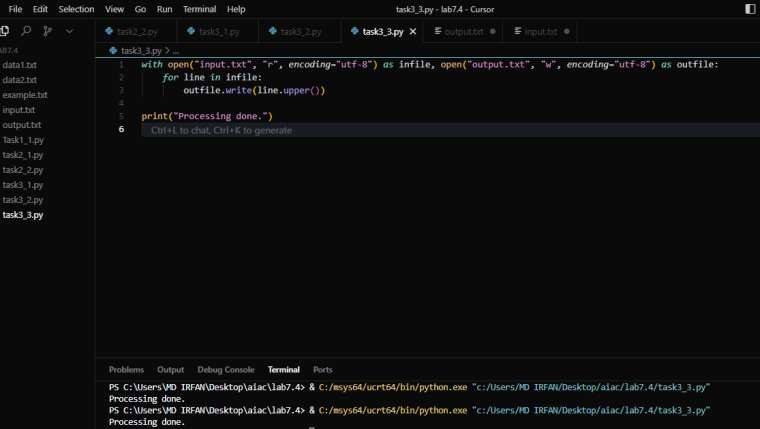 File Edit Selection View Go Run Terminal Help task3_3.py - lab7.4 - Cursor
task2_2.py task3_1.py task3_2.py task3_3.py output.txt input.txt
AB7.4
data1.txt
data2.txt
example.txt
input.txt
output.txt
Task1_1.py
task2_1.py
task2_2.py
task3_1.py
task3_2.py
task3_3.py
task3_3.py > ...
1 with open("input.txt", "r", encoding="utf-8") as infile, open("output.txt", "w", encoding="utf-8") as outfile:
2 for line in infile:
3 outfile.write(line.upper())
4
5 print("Processing done.")
6 Ctrl+L to chat, Ctrl+K to generate
Problems Output Debug Console Terminal Ports
PS C:\Users\MD IRFAN\Desktop\aiac\lab7.4> & C:/msys64/ucrt64/bin/python.exe "c:/Users/MD IRFAN/Desktop/aiac/lab7.4/task3_3.py"
Processing done.
PS C:\Users\MD IRFAN\Desktop\aiac\lab7.4> & C:/msys64/ucrt64/bin/python.exe "c:/Users/MD IRFAN/Desktop/aiac/lab7.4/task3_3.py"
Processing done.